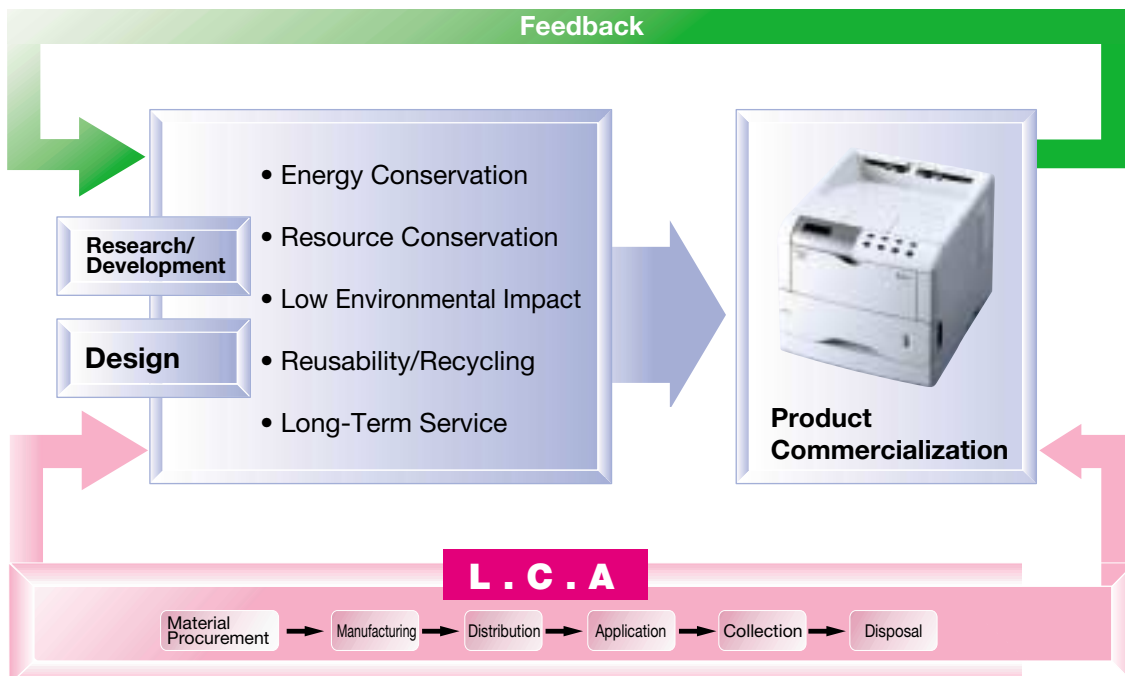 Feedback
• Energy Conservation
• Resource Conservation
• Low Environmental Impact
• Reusability/Recycling
• Long-Term Service
Research/
Development
Design
Product
Commercialization
L.C.A
Material
Procurement
Manufacturing
Distribution
Application
Collection
Disposal